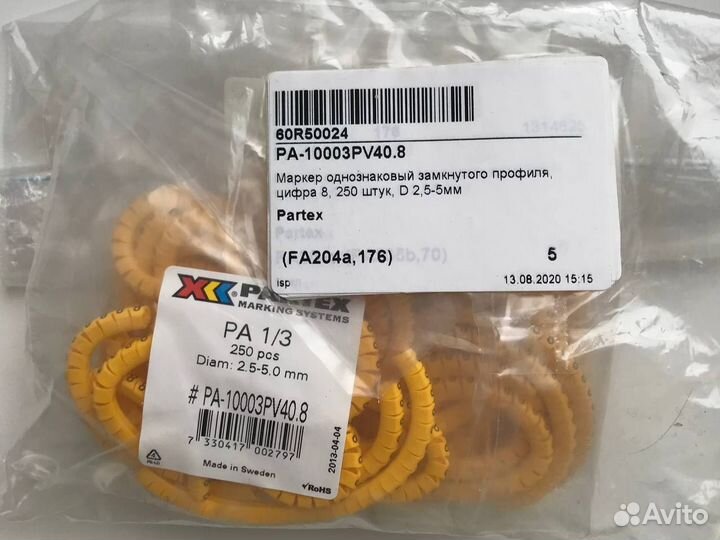 60R50024
PA-10003PV40.8
Маркер однознаковый замкнутого профиля,
цифра 8, 250 штук, D 2,5-5мм
Partex
Partex
(FA204a,176)
5
isp
13.08.2020 15:15
PARTEX
MARKING SYSTEMS
PA 1/3
250 pcs
Diam: 2.5-5.0 mm
# PA-10003PV40.8
7 330417 002797
2013-04-04
Made in Sweden
RoHS
Avito